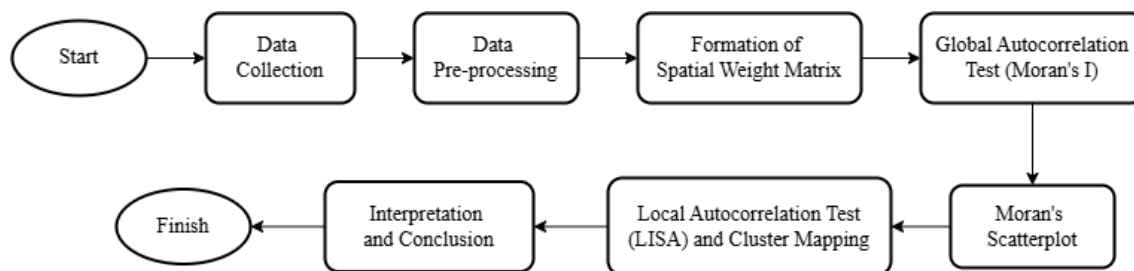 Start
Data
Collection
Data
Pre-processing
Formation of
Spatial Weight Matrix
Global Autocorrelation
Test (Moran's I)
Moran's
Scatterplot
Local Autocorrelation Test
(LISA) and Cluster Mapping
Interpretation
and Conclusion
Finish